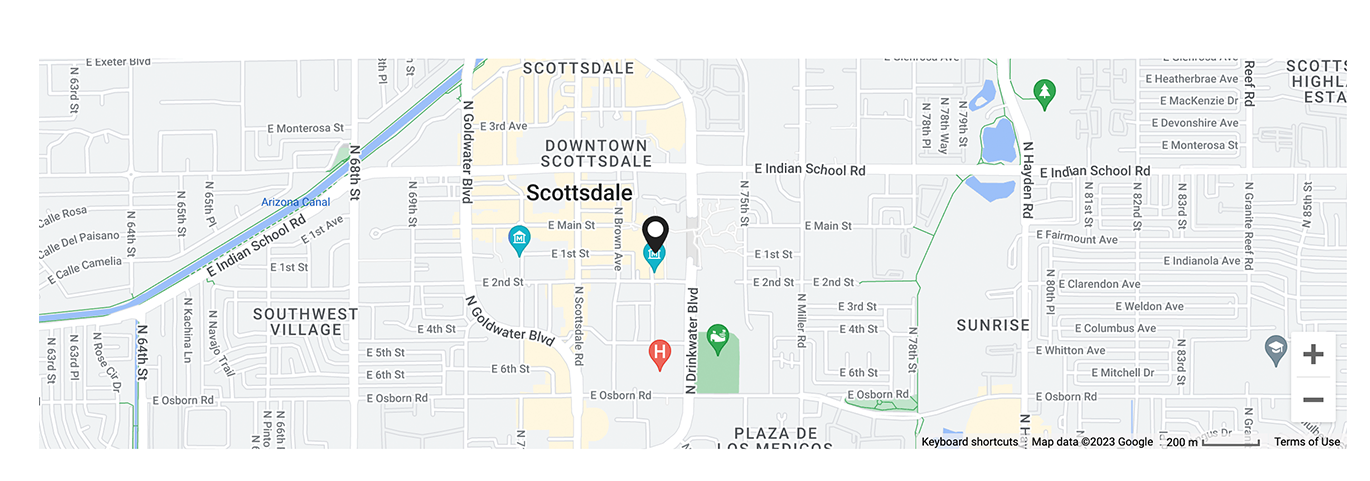 E Exeter Blvd
SCOTTSDALE
E Heatherbrae Ave
E MacKenzie Dr
E Devonshire Ave
E Monterosa St
N 63rd St
E Monterosa St
E 3rd Ave
N 78th Pl
N 78th Way
N 79th St
Reef Rd
SCOTTS
HIGHL
ESTA
N Goldwater Blvd
DOWNTOWN
SCOTTSDALE
N 68th St
E Indian School Rd
N Hayden Rd
E Indian School Rd
Scottsdale
Arizona Canal
Calle Rosa
Calle Del Paisano
E Calle Camelia
N 64th St
N 65th St
N 65th Pl
E Indian School Rd
E 1st Ave
E 1st St
N 69th St
E Main St
E 1st St
E 2nd St
N Brown Ave
N 75th St
E Main St
E 1st St
E 2nd St
E 2nd St
E 3rd St
E 4th St
E 6th St
N Miller Rd
N 78th St
N 81st St
N 82nd St
N 83rd St
N Granite Reef Rd
N 85th St
E Fairmount Ave
E Indianola Ave
E Clarendon Ave
E Weldon Ave
E Columbus Ave
E Whitton Ave
E Mitchell Dr
N 80th Pl
N 83rd St
SUNRISE
SOUTHWEST
VILLAGE
N 63rd St
N 63rd Pl
N Rose Cir Dr
N 64th St
N Kachina Ln
N Navajo Trail
E 4th St
E 5th St
E 6th St
E Osborn Rd
E Osborn Rd
N Goldwater Blvd
E 6th St
N Scottsdale Rd
H
N Drinkwater Blvd
E Osborn Rd
E Osborn Rd
E Osborn Rd
N 66th
N Pinto
PLAZA DE
LOS MEDICOS
+
−
Keyboard shortcuts
Map data ©2023 Google
200 m
Terms of Use